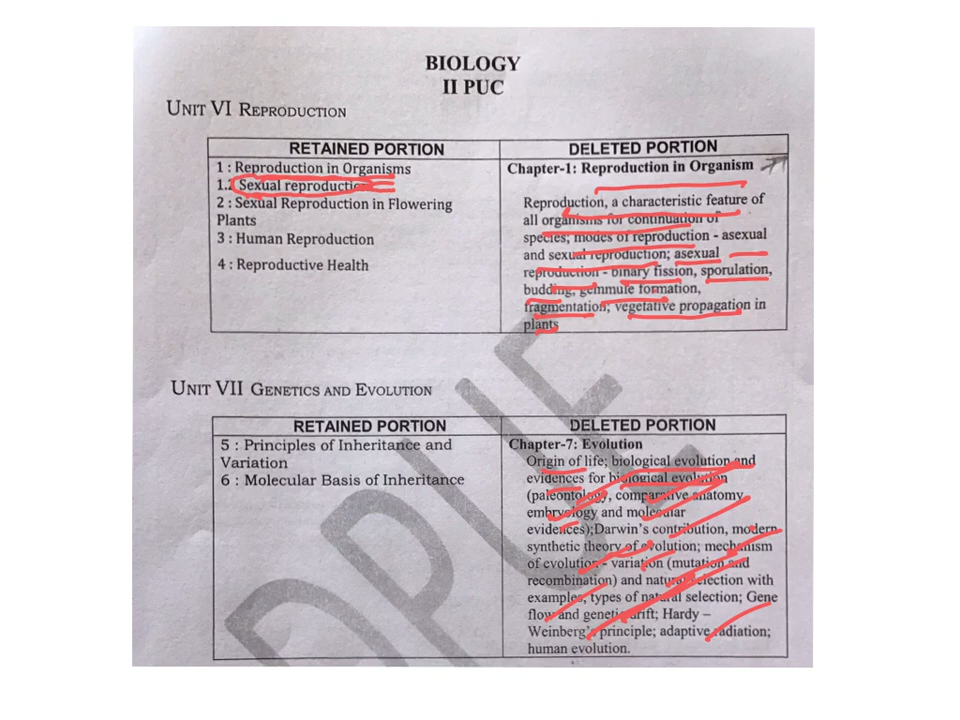 BIOLOGY
II PUC
UNIT VI REPRODUCTION
RETAINED PORTION
1 : Reproduction in Organisms
1.2 Sexual reproduction
2 : Sexual Reproduction in Flowering
Plants
3 : Human Reproduction
4 : Reproductive Health
DELETED PORTION
Chapter-1: Reproduction in Organism
Reproduction, a characteristic feature of
all organisms for continuation of
species; modes of reproduction - asexual
and sexual reproduction; asexual
reproduction - binary fission, sporulation,
budding, gemmule formation,
fragmentation; vegetative propagation in
plants
UNIT VII GENETICS AND EVOLUTION
RETAINED PORTION
5 : Principles of Inheritance and
Variation
6 : Molecular Basis of Inheritance
DELETED PORTION
Chapter-7: Evolution
Origin of life; biological evolution and
evidences for biological evolution
(paleontology, comparative anatomy
embryology and molecular
evidences);Darwin's contribution, modern
synthetic theory of evolution; mechanism
of evolution - variation (mutation and
recombination) and natural selection with
examples, types of natural selection; Gene
flow and genetic drift; Hardy –
Weinberg's principle; adaptive radiation;
human evolution.
DPUE